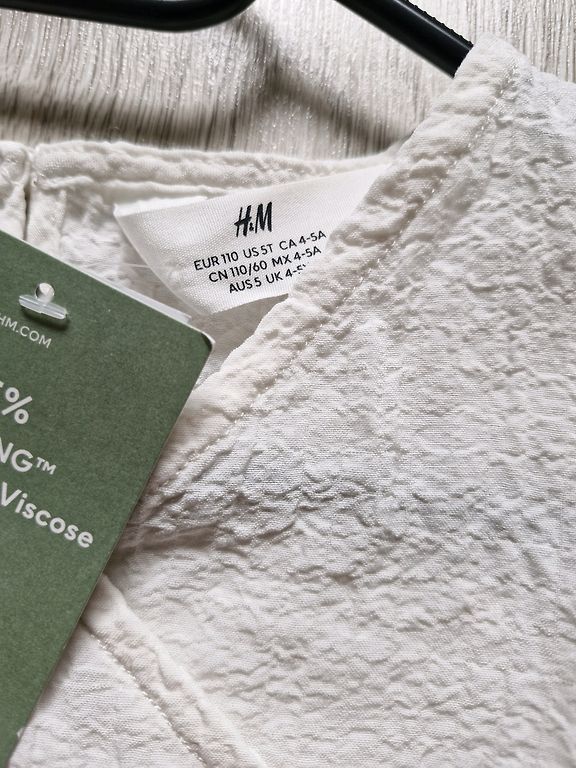 H&M
EUR 110 US 5T CA 4-5A
CN 110/60 MX 4-5A
AUS 5 UK 4-5
HM.COM
%
NG™
Viscose